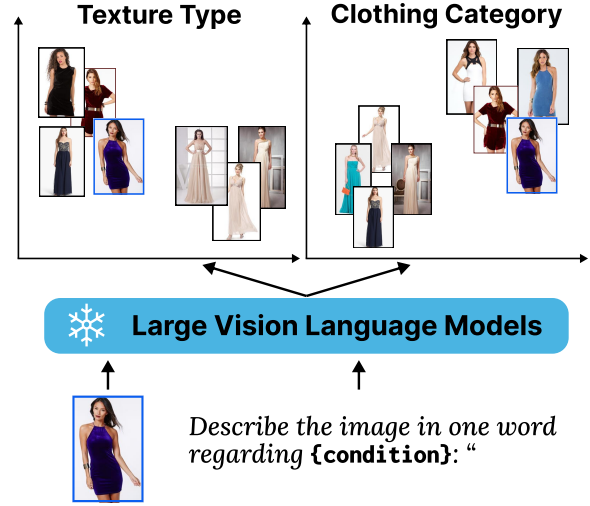 Texture Type
Clothing Category
Large Vision Language Models
Describe the image in one word
regarding {condition}: “